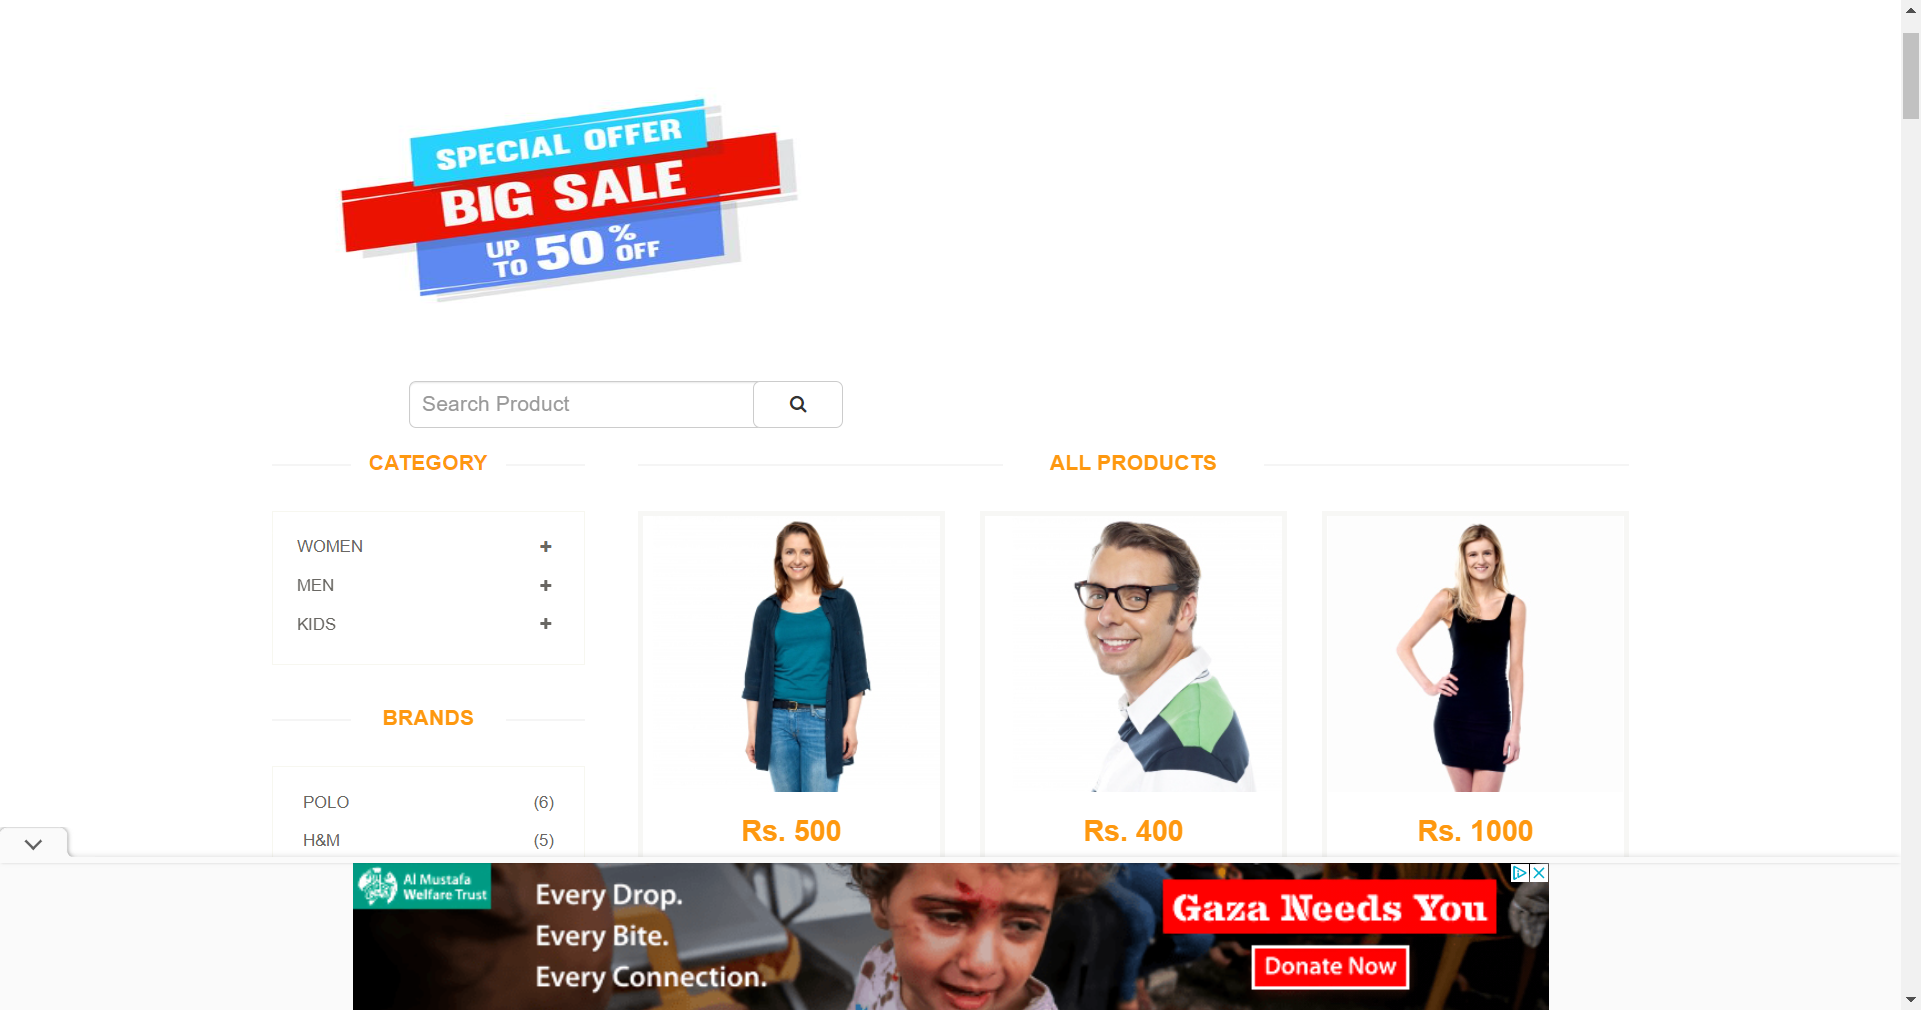 SPECIAL OFFER
BIG SALE
UP TO 50% OFF
Search Product
CATEGORY
WOMEN
MEN
KIDS
BRANDS
POLO (6)
H&M (5)
ALL PRODUCTS
Rs. 500
Rs. 400
Rs. 1000
Al Mustafa
Welfare Trust
Every Drop.
Every Bite.
Every Connection.
Gaza Needs You
Donate Now